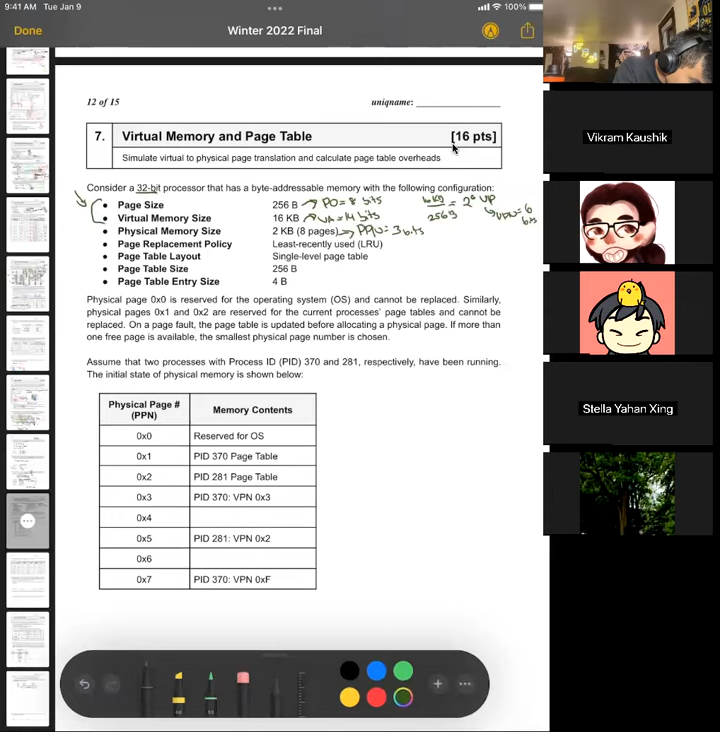 9:41 AM Tue Jan 9
100%
Done
Winter 2022 Final
12 of 15
uniqname:
7. Virtual Memory and Page Table [16 pts]
Simulate virtual to physical page translation and calculate page table overheads
Consider a 32-bit processor that has a byte-addressable memory with the following configuration:
• Page Size 256 B → PO = 8 bits
16 KB / 256 B = 2^6 VP
↳ VPN = 6 bits
• Virtual Memory Size 16 KB → VA = 14 bits
• Physical Memory Size 2 KB (8 pages) → PPN = 3 bits
• Page Replacement Policy Least-recently used (LRU)
• Page Table Layout Single-level page table
• Page Table Size 256 B
• Page Table Entry Size 4 B
Physical page 0x0 is reserved for the operating system (OS) and cannot be replaced. Similarly,
physical pages 0x1 and 0x2 are reserved for the current processes' page tables and cannot be
replaced. On a page fault, the page table is updated before allocating a physical page. If more than
one free page is available, the smallest physical page number is chosen.
Assume that two processes with Process ID (PID) 370 and 281, respectively, have been running.
The initial state of physical memory is shown below:
Physical Page # (PPN) Memory Contents
0x0 Reserved for OS
0x1 PID 370 Page Table
0x2 PID 281 Page Table
0x3 PID 370: VPN 0x3
0x4
0x5 PID 281: VPN 0x2
0x6
0x7 PID 370: VPN 0xF
Vikram Kaushik
Stella Yahan Xing